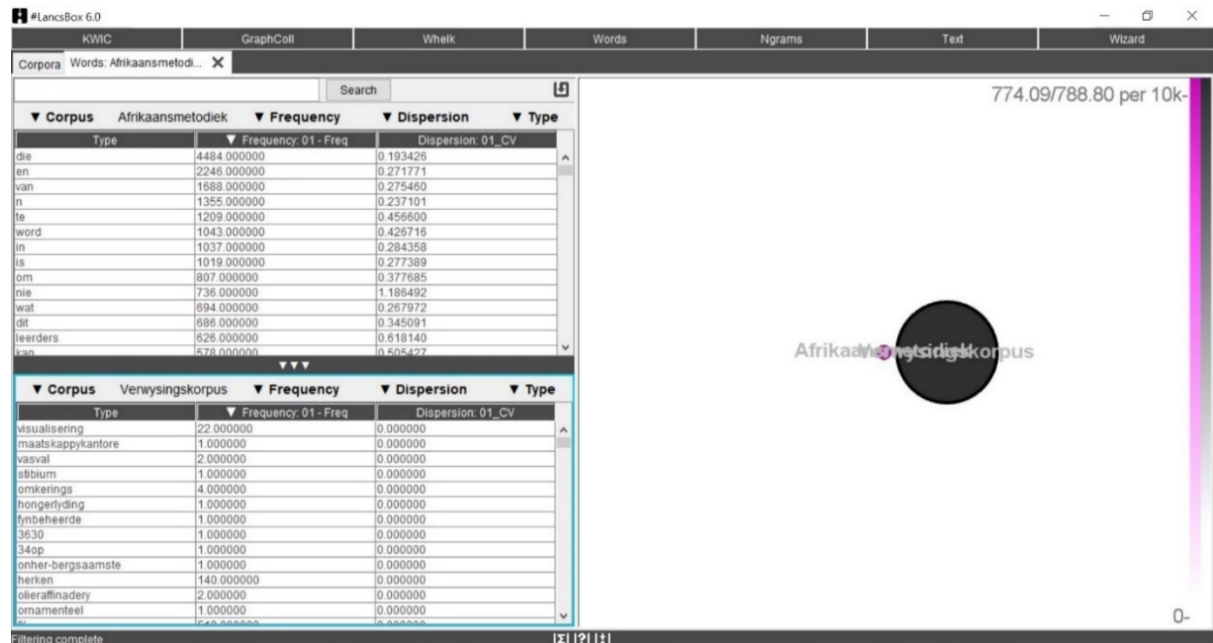 #LancsBox 6.0
KWIC GraphColl Whelk Words Ngrams Text Wizard
Corpora Words: Afrikaansmetodi... X
Search
▼ Corpus Afrikaansmetodiek ▼ Frequency ▼ Dispersion ▼ Type
Type ▼ Frequency: 01 - Freq Dispersion: 01_CV
die 4484.000000 0.193426
en 2246.000000 0.271771
van 1688.000000 0.275460
n 1355.000000 0.237101
te 1209.000000 0.456600
word 1043.000000 0.426716
in 1037.000000 0.284358
is 1019.000000 0.277389
om 807.000000 0.377685
nie 736.000000 1.186492
wat 694.000000 0.267972
dit 686.000000 0.345091
leerders 626.000000 0.618140
kan 578.000000 0.505427
▼▼▼
▼ Corpus Verwysingskorpus ▼ Frequency ▼ Dispersion ▼ Type
Type ▼ Frequency: 01 - Freq Dispersion: 01_CV
visualisering 22.000000 0.000000
maatskappykantore 1.000000 0.000000
vasval 2.000000 0.000000
stibium 1.000000 0.000000
omkerings 4.000000 0.000000
hongerlyding 1.000000 0.000000
fynbeheerde 1.000000 0.000000
3630 1.000000 0.000000
34op 1.000000 0.000000
onher-bergsaamste 1.000000 0.000000
herken 140.000000 0.000000
olieraffinadery 2.000000 0.000000
ornamenteel 1.000000 0.000000
774.09/788.80 per 10k-
Afrikaansmetodiek
Verwysingskorpus
0-
Filtering complete